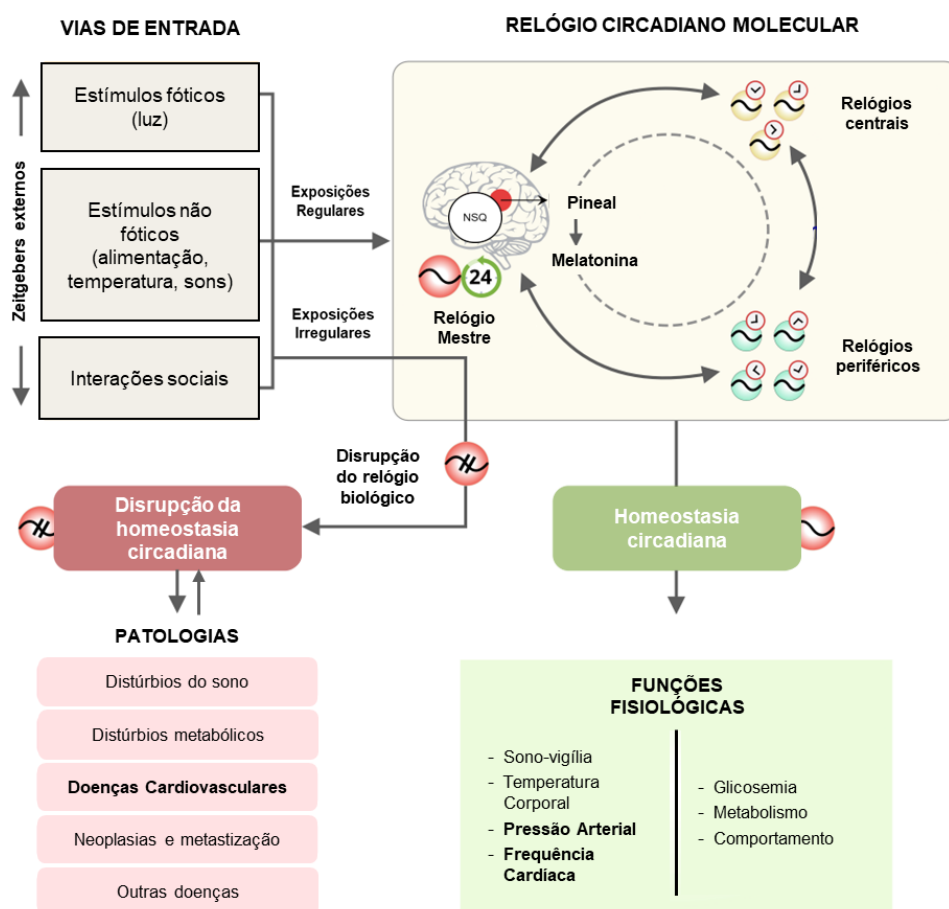 VIAS DE ENTRADA
RELÓGIO CIRCADIANO MOLECULAR
Zeitgebers externos
Estímulos fóticos
(luz)
Estímulos não
fóticos
(alimentação,
temperatura, sons)
Interações sociais
Exposições
Regulares
Exposições
Irregulares
NSQ
Pineal
Melatonina
24
Relógio
Mestre
Relógios
centrais
Relógios
periféricos
Disrupção
do relógio
biológico
Disrupção da
homeostasia
circadiana
Homeostasia
circadiana
PATOLOGIAS
Distúrbios do sono
Distúrbios metabólicos
Doenças Cardiovasculares
Neoplasias e metastização
Outras doenças
FUNÇÕES
FISIOLÓGICAS
- Sono-vigília
- Temperatura
Corporal
- Pressão Arterial
- Frequência
Cardíaca
- Glicosemia
- Metabolismo
- Comportamento